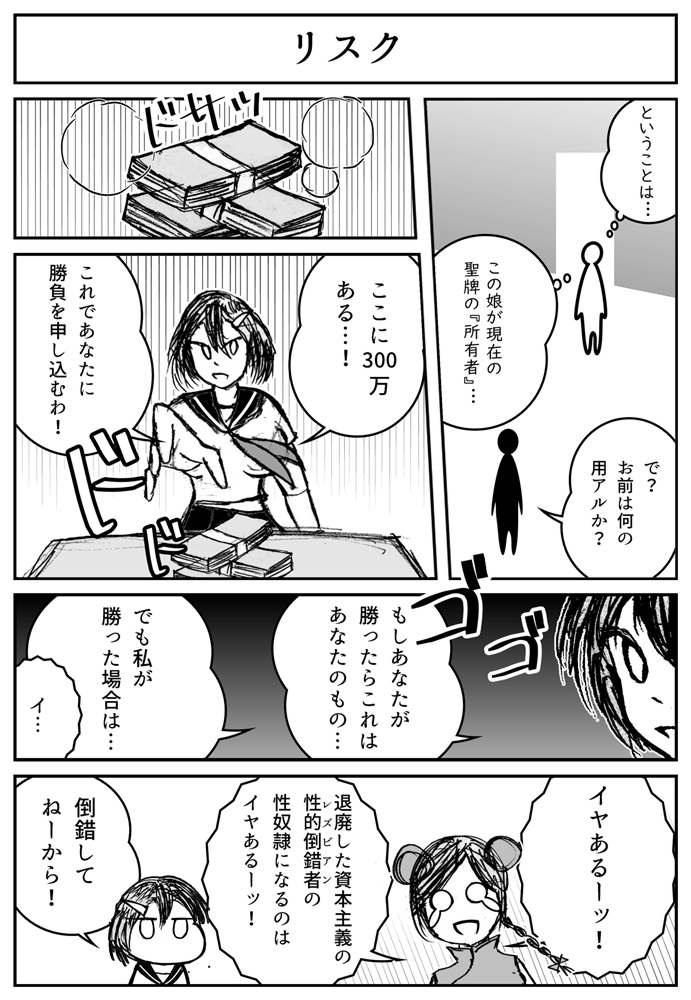 リスク
ということは…
この娘が現在の
聖牌の『所有者』…
で？
お前は何の
用アルか？
ドサッ
ここに
300万
ある…！
これであなたに
勝負を申し込むわ！
ドドド
ゴゴ
もしあなたが
勝ったらこれは
あなたのもの…
でも私が
勝った場合は…
イ…
イヤあるーッ！
退廃した資本主義の
性的倒錯者の
レズビアン
性奴隷になるのは
イヤあるーッ！
倒錯して
ねーから！